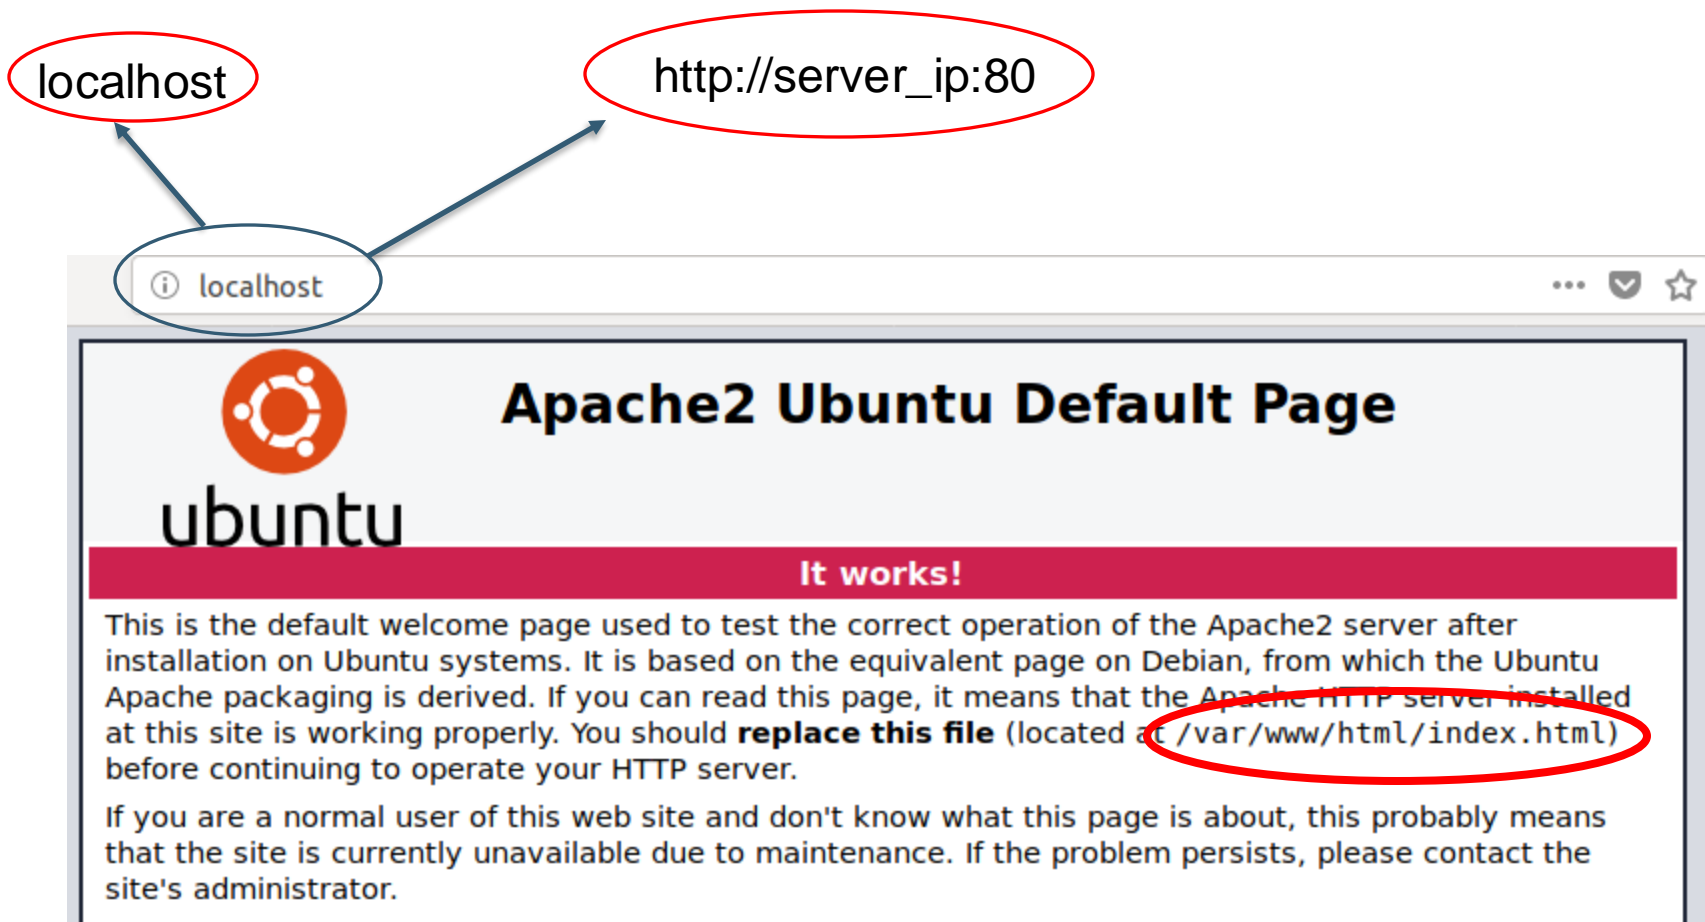 localhost
http://server_ip:80
localhost
Apache2 Ubuntu Default Page
ubuntu
It works!
This is the default welcome page used to test the correct operation of the Apache2 server after
installation on Ubuntu systems. It is based on the equivalent page on Debian, from which the Ubuntu
Apache packaging is derived. If you can read this page, it means that the Apache HTTP server installed
at this site is working properly. You should replace this file (located at /var/www/html/index.html)
before continuing to operate your HTTP server.
If you are a normal user of this web site and don't know what this page is about, this probably means
that the site is currently unavailable due to maintenance. If the problem persists, please contact the
site's administrator.